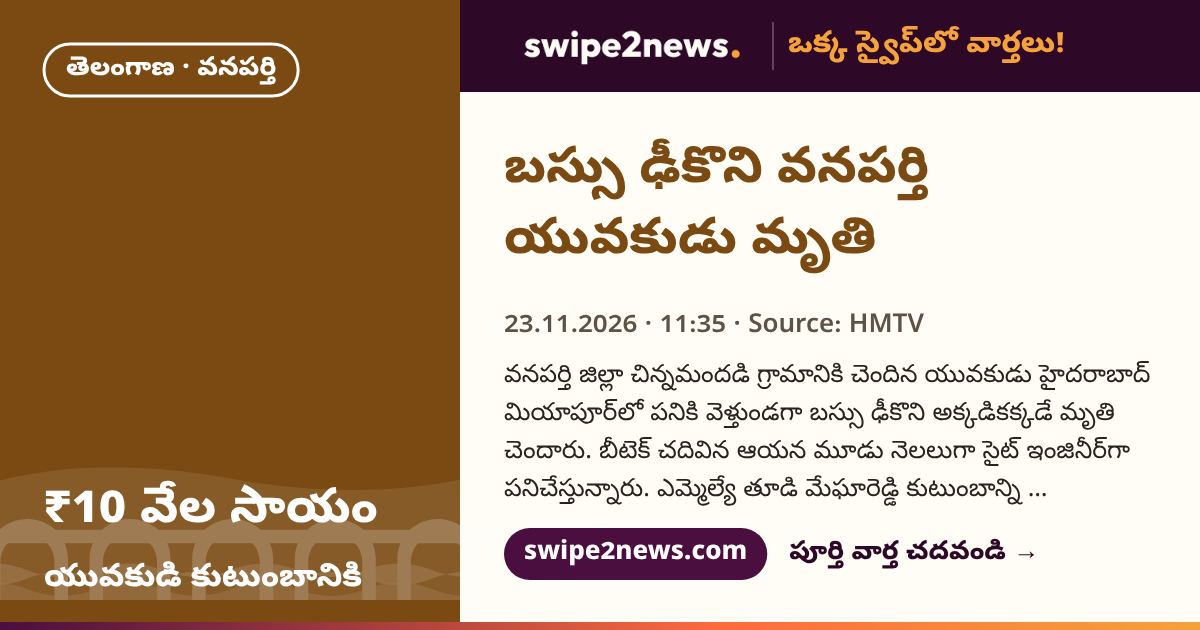 తెలంగాణ · వనపర్తి
₹10 వేల సాయం
యువకుడి కుటుంబానికి
swipe2news.
ఒక్క స్వైప్‌లో వార్తలు!
బస్సు ఢీకొని వనపర్తి
యువకుడు మృతి
23.11.2026 · 11:35 · Source: HMTV
వనపర్తి జిల్లా చిన్నమందడి గ్రామానికి చెందిన యువకుడు హైదరాబాద్
మియాపూర్‌లో పనికి వెళ్తుండగా బస్సు ఢీకొని అక్కడికక్కడే మృతి
చెందారు. బీటెక్ చదివిన ఆయన మూడు నెలలుగా సైట్ ఇంజినీర్‌గా
పనిచేస్తున్నారు. ఎమ్మెల్యే తూడి మేఘారెడ్డి కుటుంబాన్ని ...
swipe2news.com
పూర్తి వార్త చదవండి →